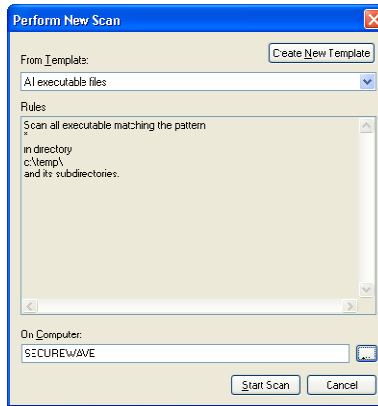 Perform New Scan
Create New Template
From Template:
All executable files
Rules
Scan all executable matching the pattern
*
in directory
c:\temp\
and its subdirectories.
On Computer:
SECUREWAVE
...
Start Scan
Cancel